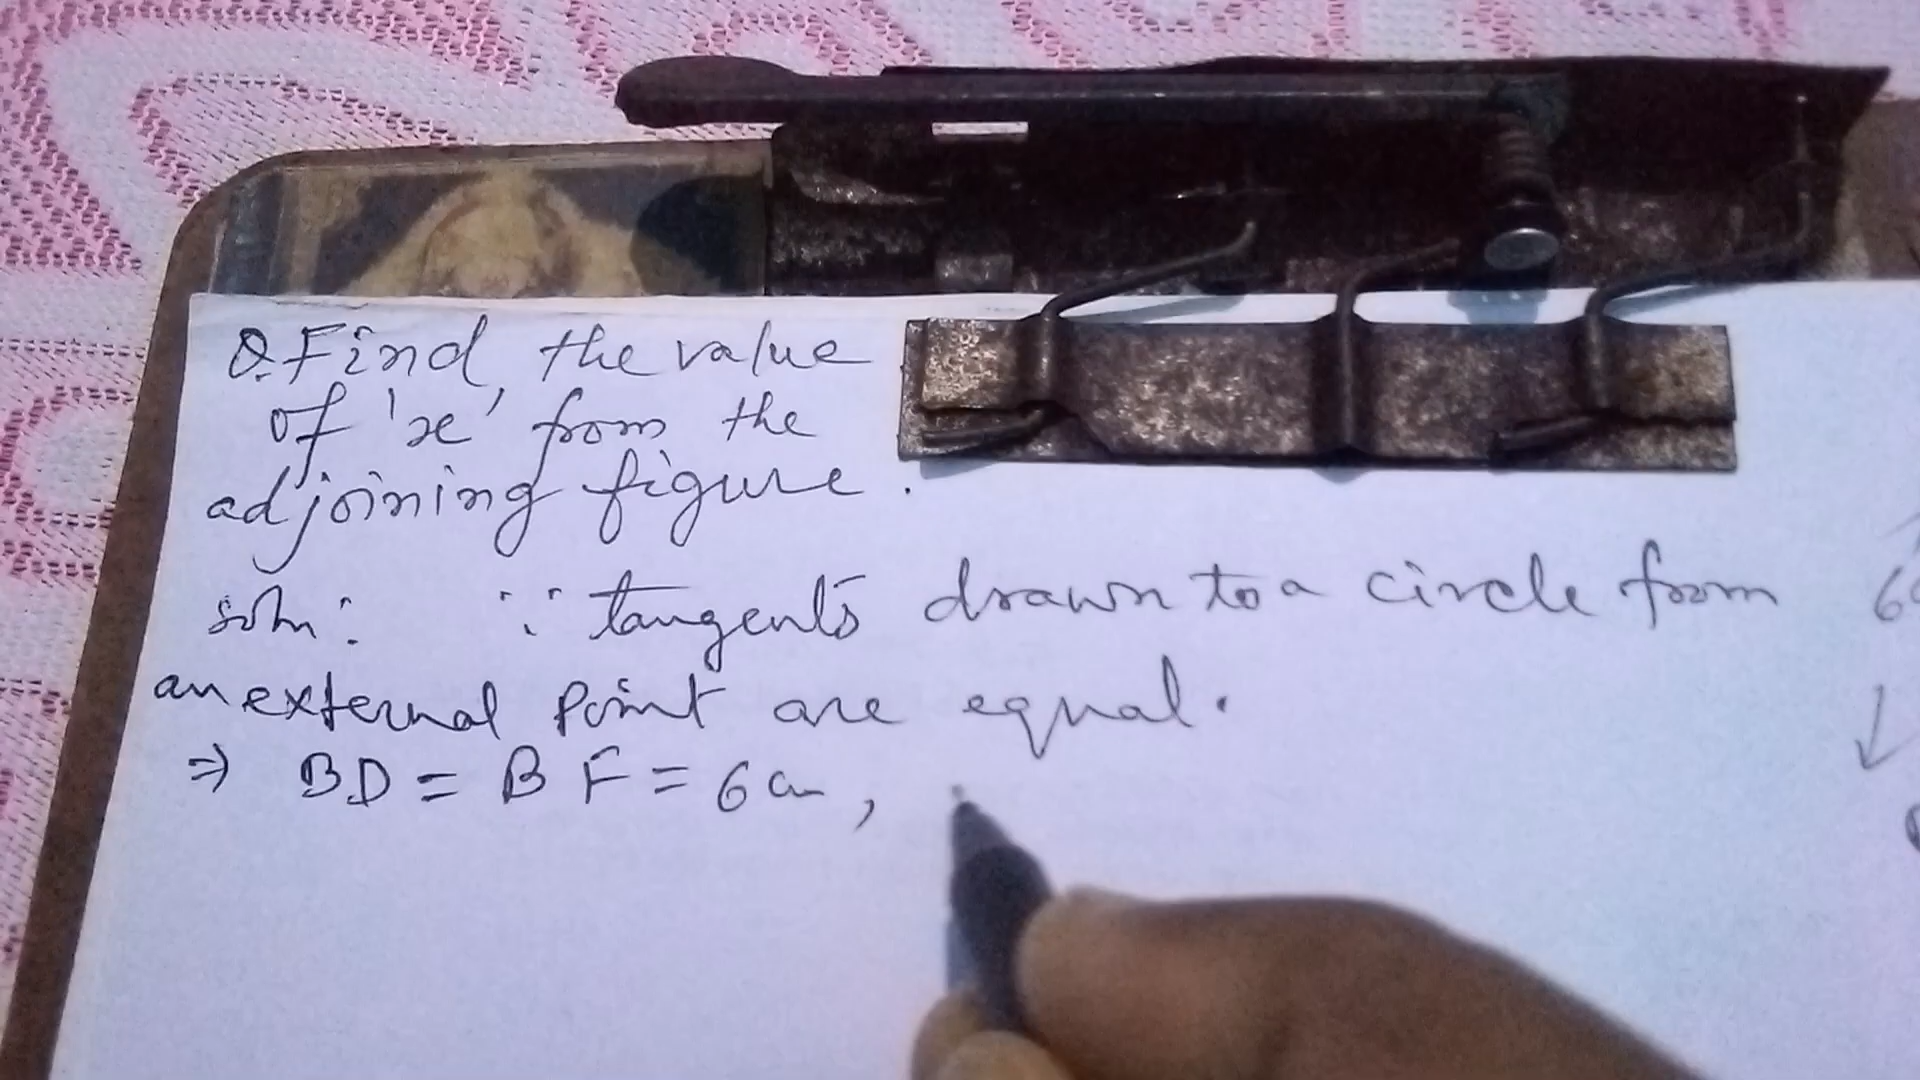 Q. Find the value
of 'x' from the
adjoining figure.
soln: ∵ tangents drawn to a circle from
an external point are equal.
⇒ BD = BF = 6cm,
6